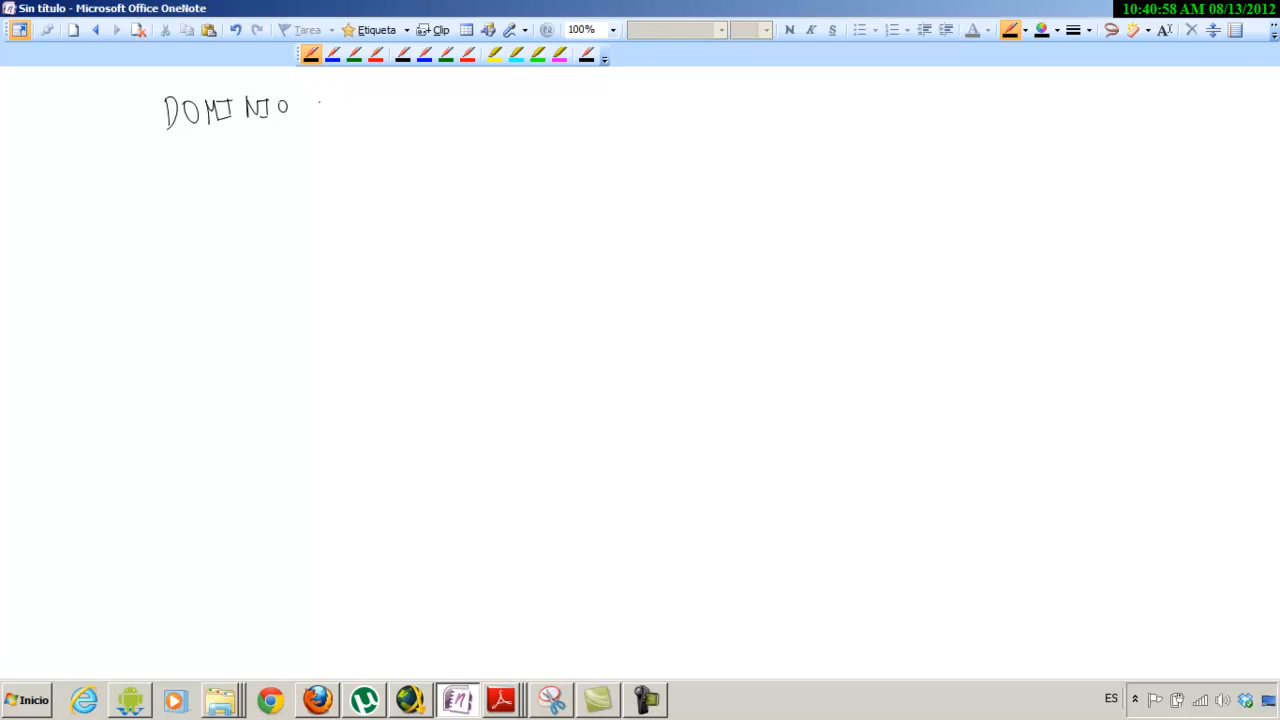 Sin título - Microsoft Office OneNote
10:40:58 AM 08/13/2012
Tarea Etiqueta Clip 100% N K S
DOMINIO
Inicio ES